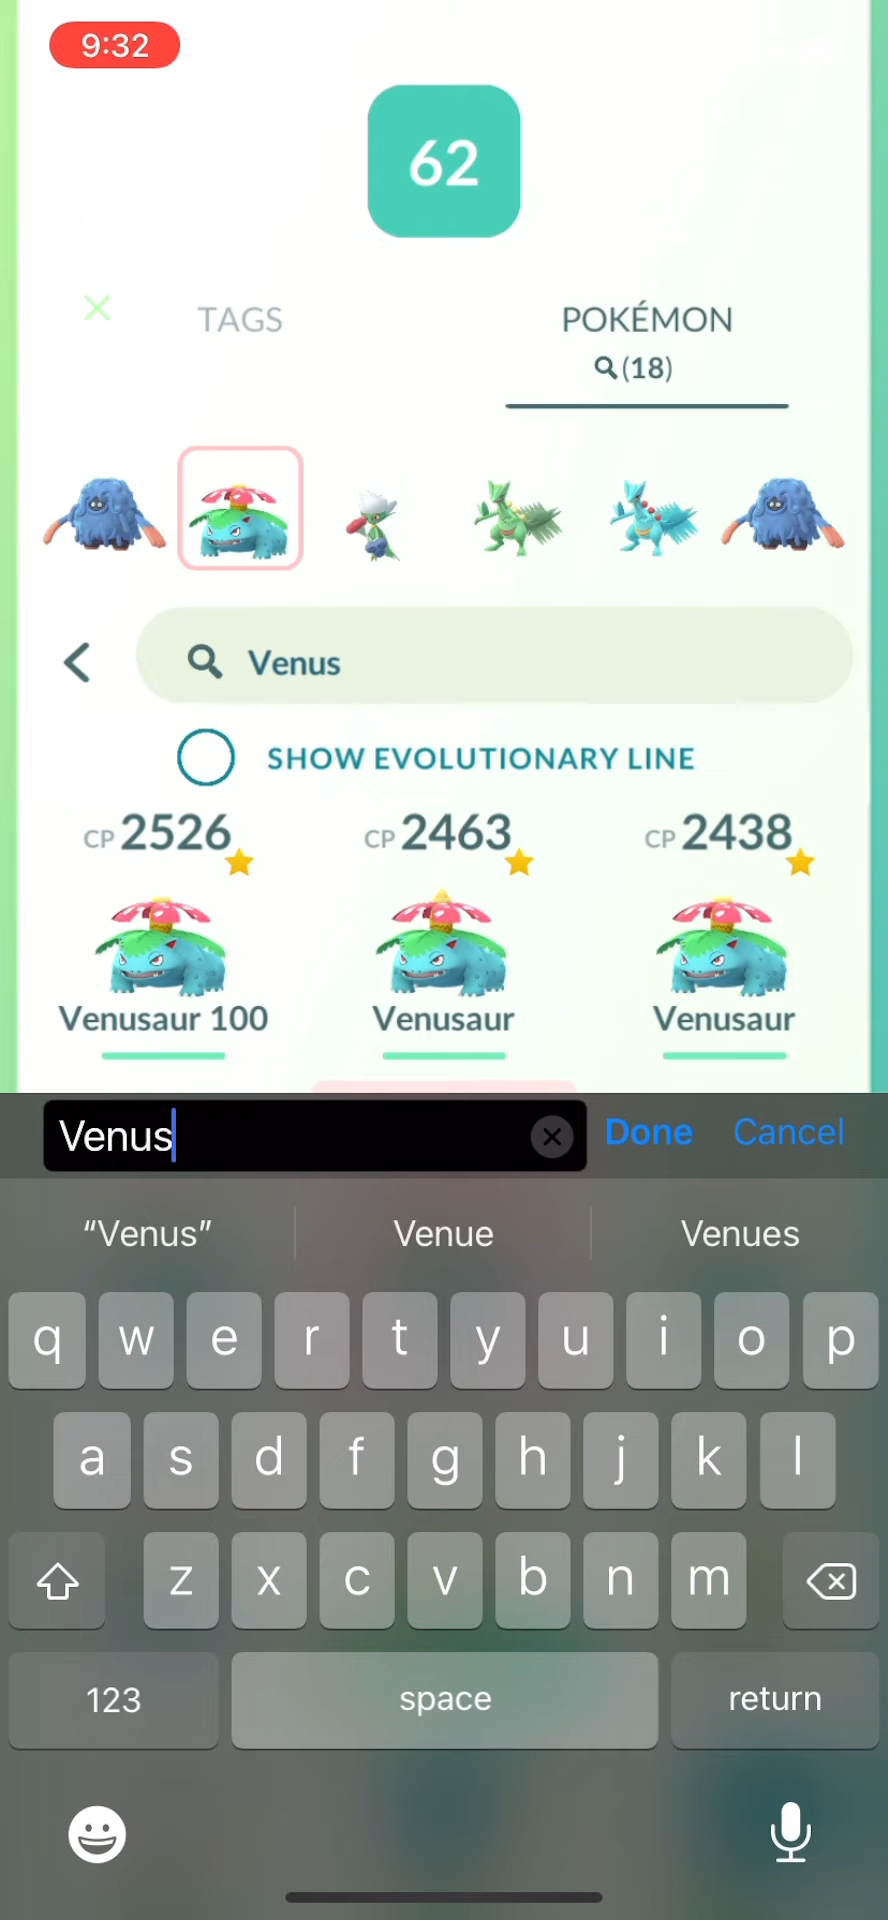 9:32
62
TAGS
POKÉMON
(18)
Venus
SHOW EVOLUTIONARY LINE
CP 2526
CP 2463
CP 2438
Venusaur 100
Venusaur
Venusaur
Venus
Done
Cancel
“Venus”
Venue
Venues
q w e r t y u i o p
a s d f g h j k l
z x c v b n m
123
space
return